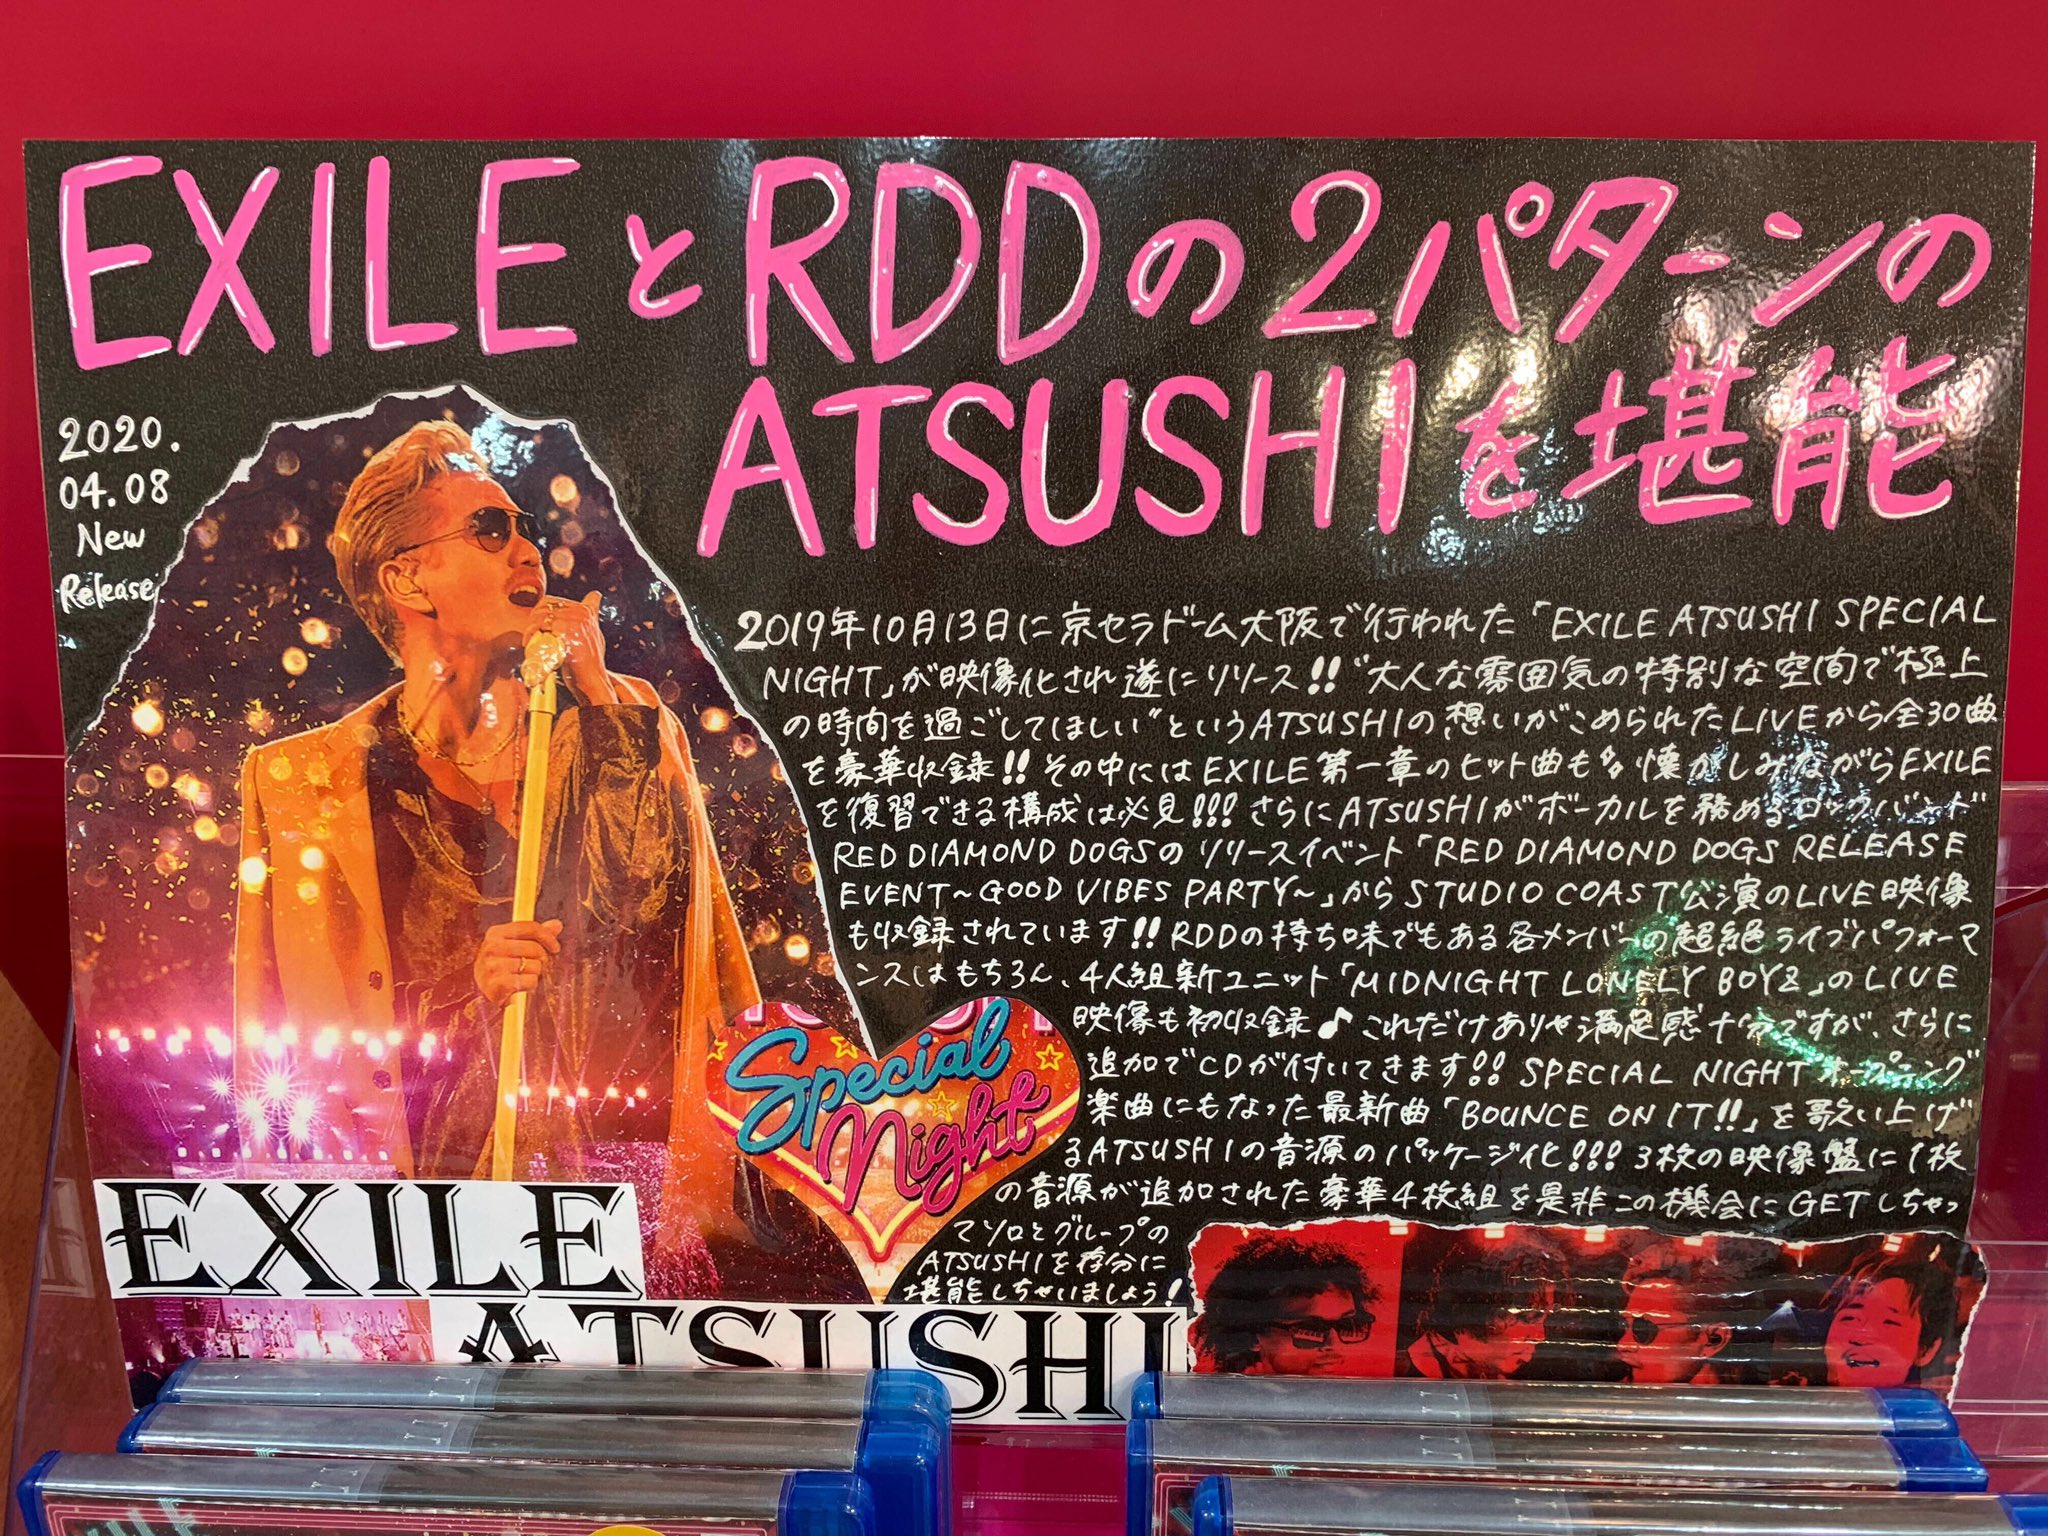 EXILEとRDDの2パターンの
ATSUSHIを堪能
2020.
04.08
New
Release
2019年10月13日に京セラドーム大阪で行われた「EXILE ATSUSHI SPECIAL
NIGHT」が映像化され遂にリリース!!"大人な雰囲気の特別な空間で極上
の時間を過ごしてほしい"というATSUSHIの想いがこめられたLIVEから全30曲
を豪華収録!!その中にはEXILE第一章のヒット曲も♪懐かしみながらEXILE
を復習できる構成は必見!!!さらにATSUSHIがボーカルを務めるロックバンド
RED DIAMOND DOGSのリリースイベント「RED DIAMOND DOGS RELEASE
EVENT~GOOD VIBES PARTY~」からSTUDIO COAST公演のLIVE映像
も収録されています!!RDDの持ち味でもある各メンバーの超絶ライブパフォーマ
ンスはもちろん、4人組新ユニット「MIDNIGHT LONELY BOYZ」のLIVE
映像も初収録♪これだけありゃ満足感十分ですが、さらに
追加でCDが付いてきます!!SPECIAL NIGHTオープニング
楽曲にもなった最新曲「BOUNCE ON IT!!」を歌い上げ
るATSUSHIの音源のパッケージ化!!!3枚の映像盤に1枚
の音源が追加された豪華4枚組を是非この機会にGETしちゃっ
てソロとグループの
ATSUSHIを存分に
堪能しちゃいましょう!
Special
Night
EXILE
ATSUSHI